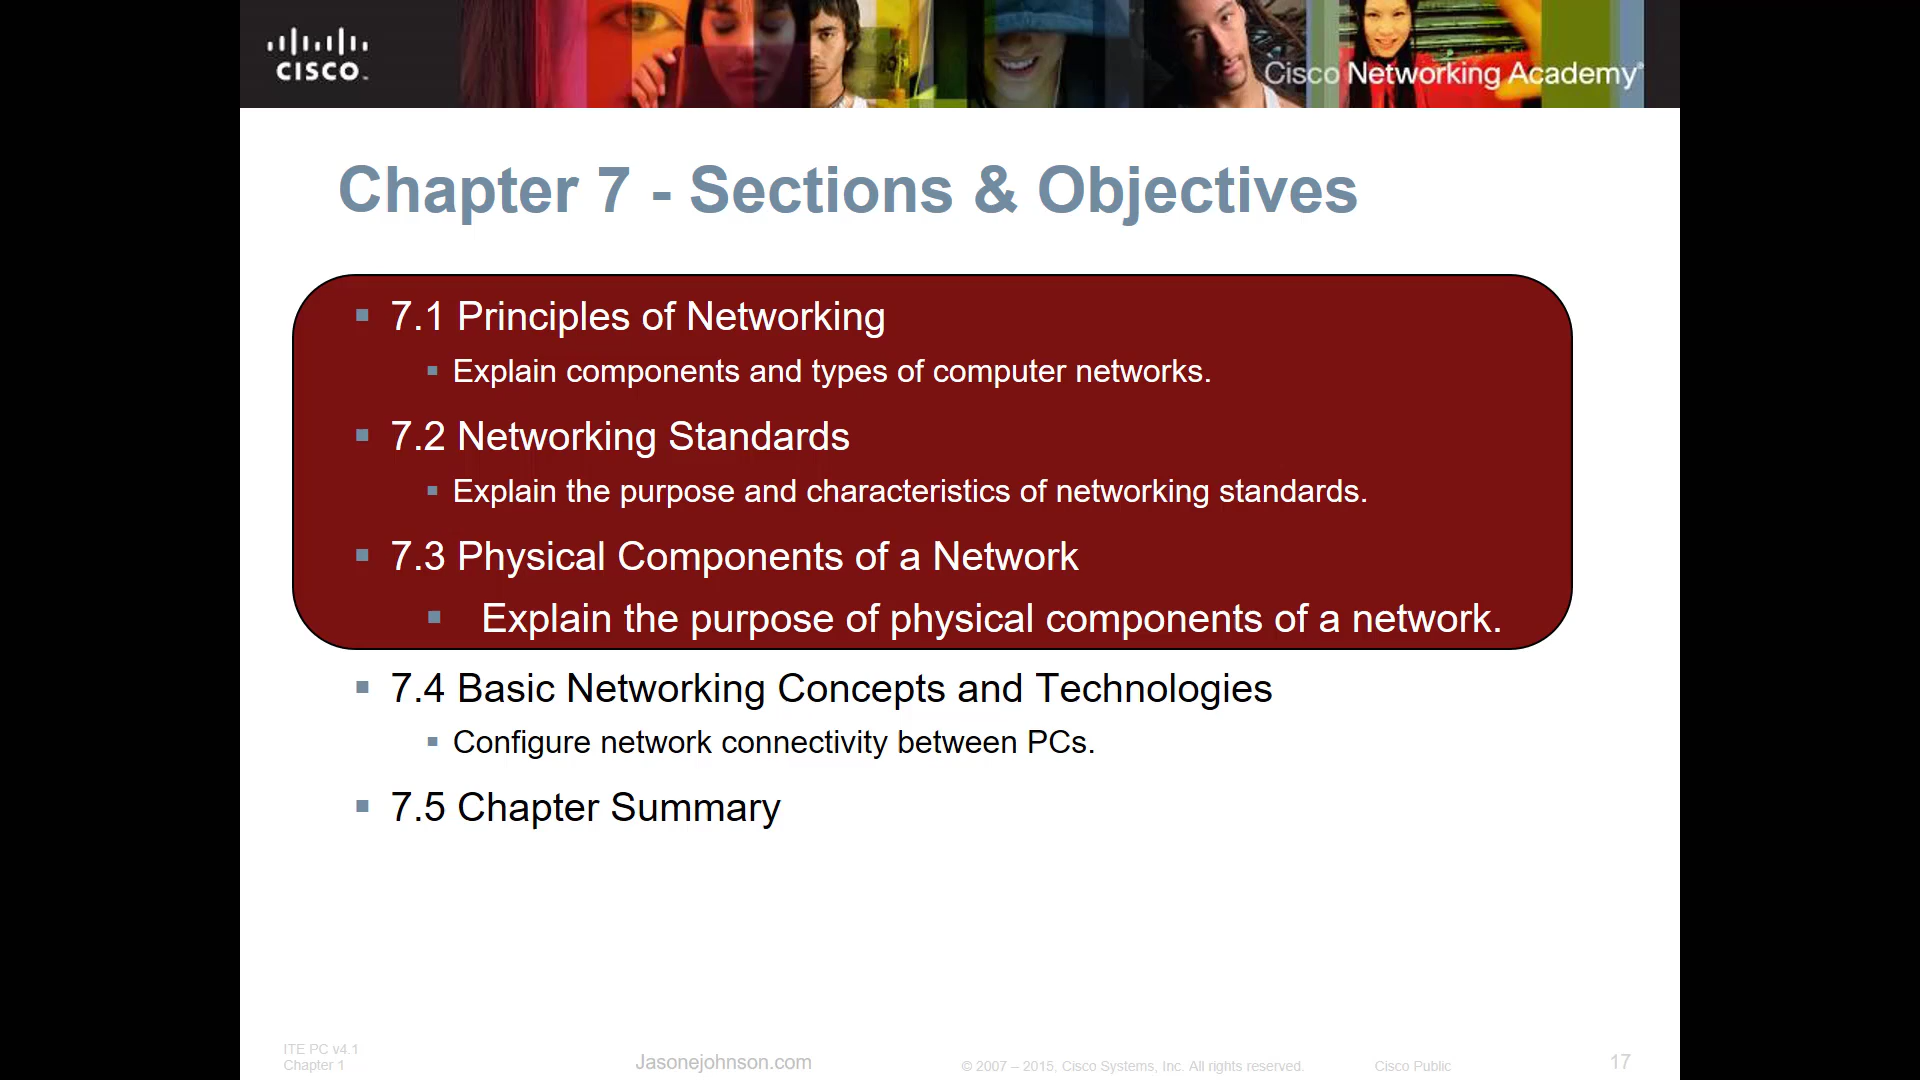 CISCO
Cisco Networking Academy®
Chapter 7 - Sections & Objectives
7.1 Principles of Networking
Explain components and types of computer networks.
7.2 Networking Standards
Explain the purpose and characteristics of networking standards.
7.3 Physical Components of a Network
Explain the purpose of physical components of a network.
7.4 Basic Networking Concepts and Technologies
Configure network connectivity between PCs.
7.5 Chapter Summary
ITE PC v4.1
Chapter 1
Jasonejohnson.com
© 2007 – 2015, Cisco Systems, Inc. All rights reserved.
Cisco Public
17